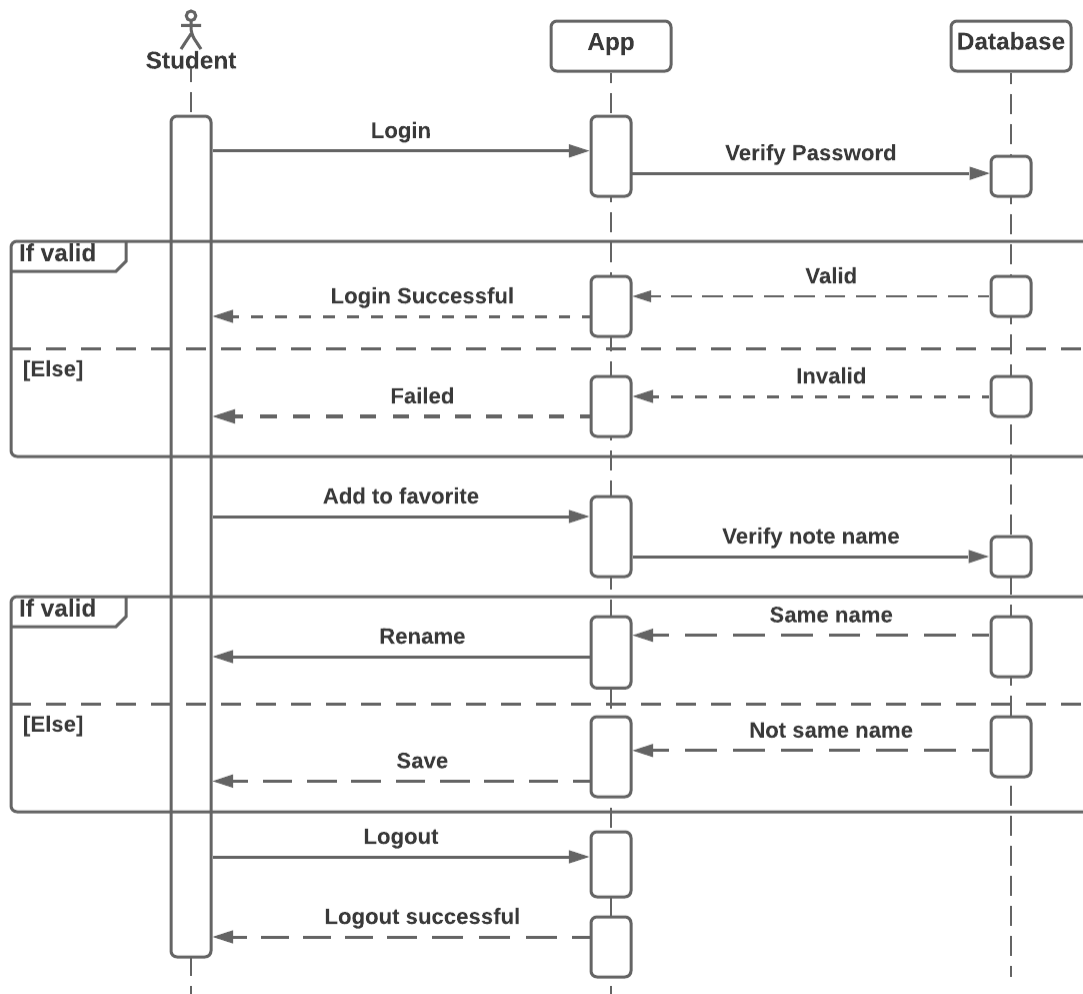 Student
App
Database
Login
Verify Password
If valid
Valid
Login Successful
[Else]
Invalid
Failed
Add to favorite
Verify note name
If valid
Same name
Rename
[Else]
Not same name
Save
Logout
Logout successful